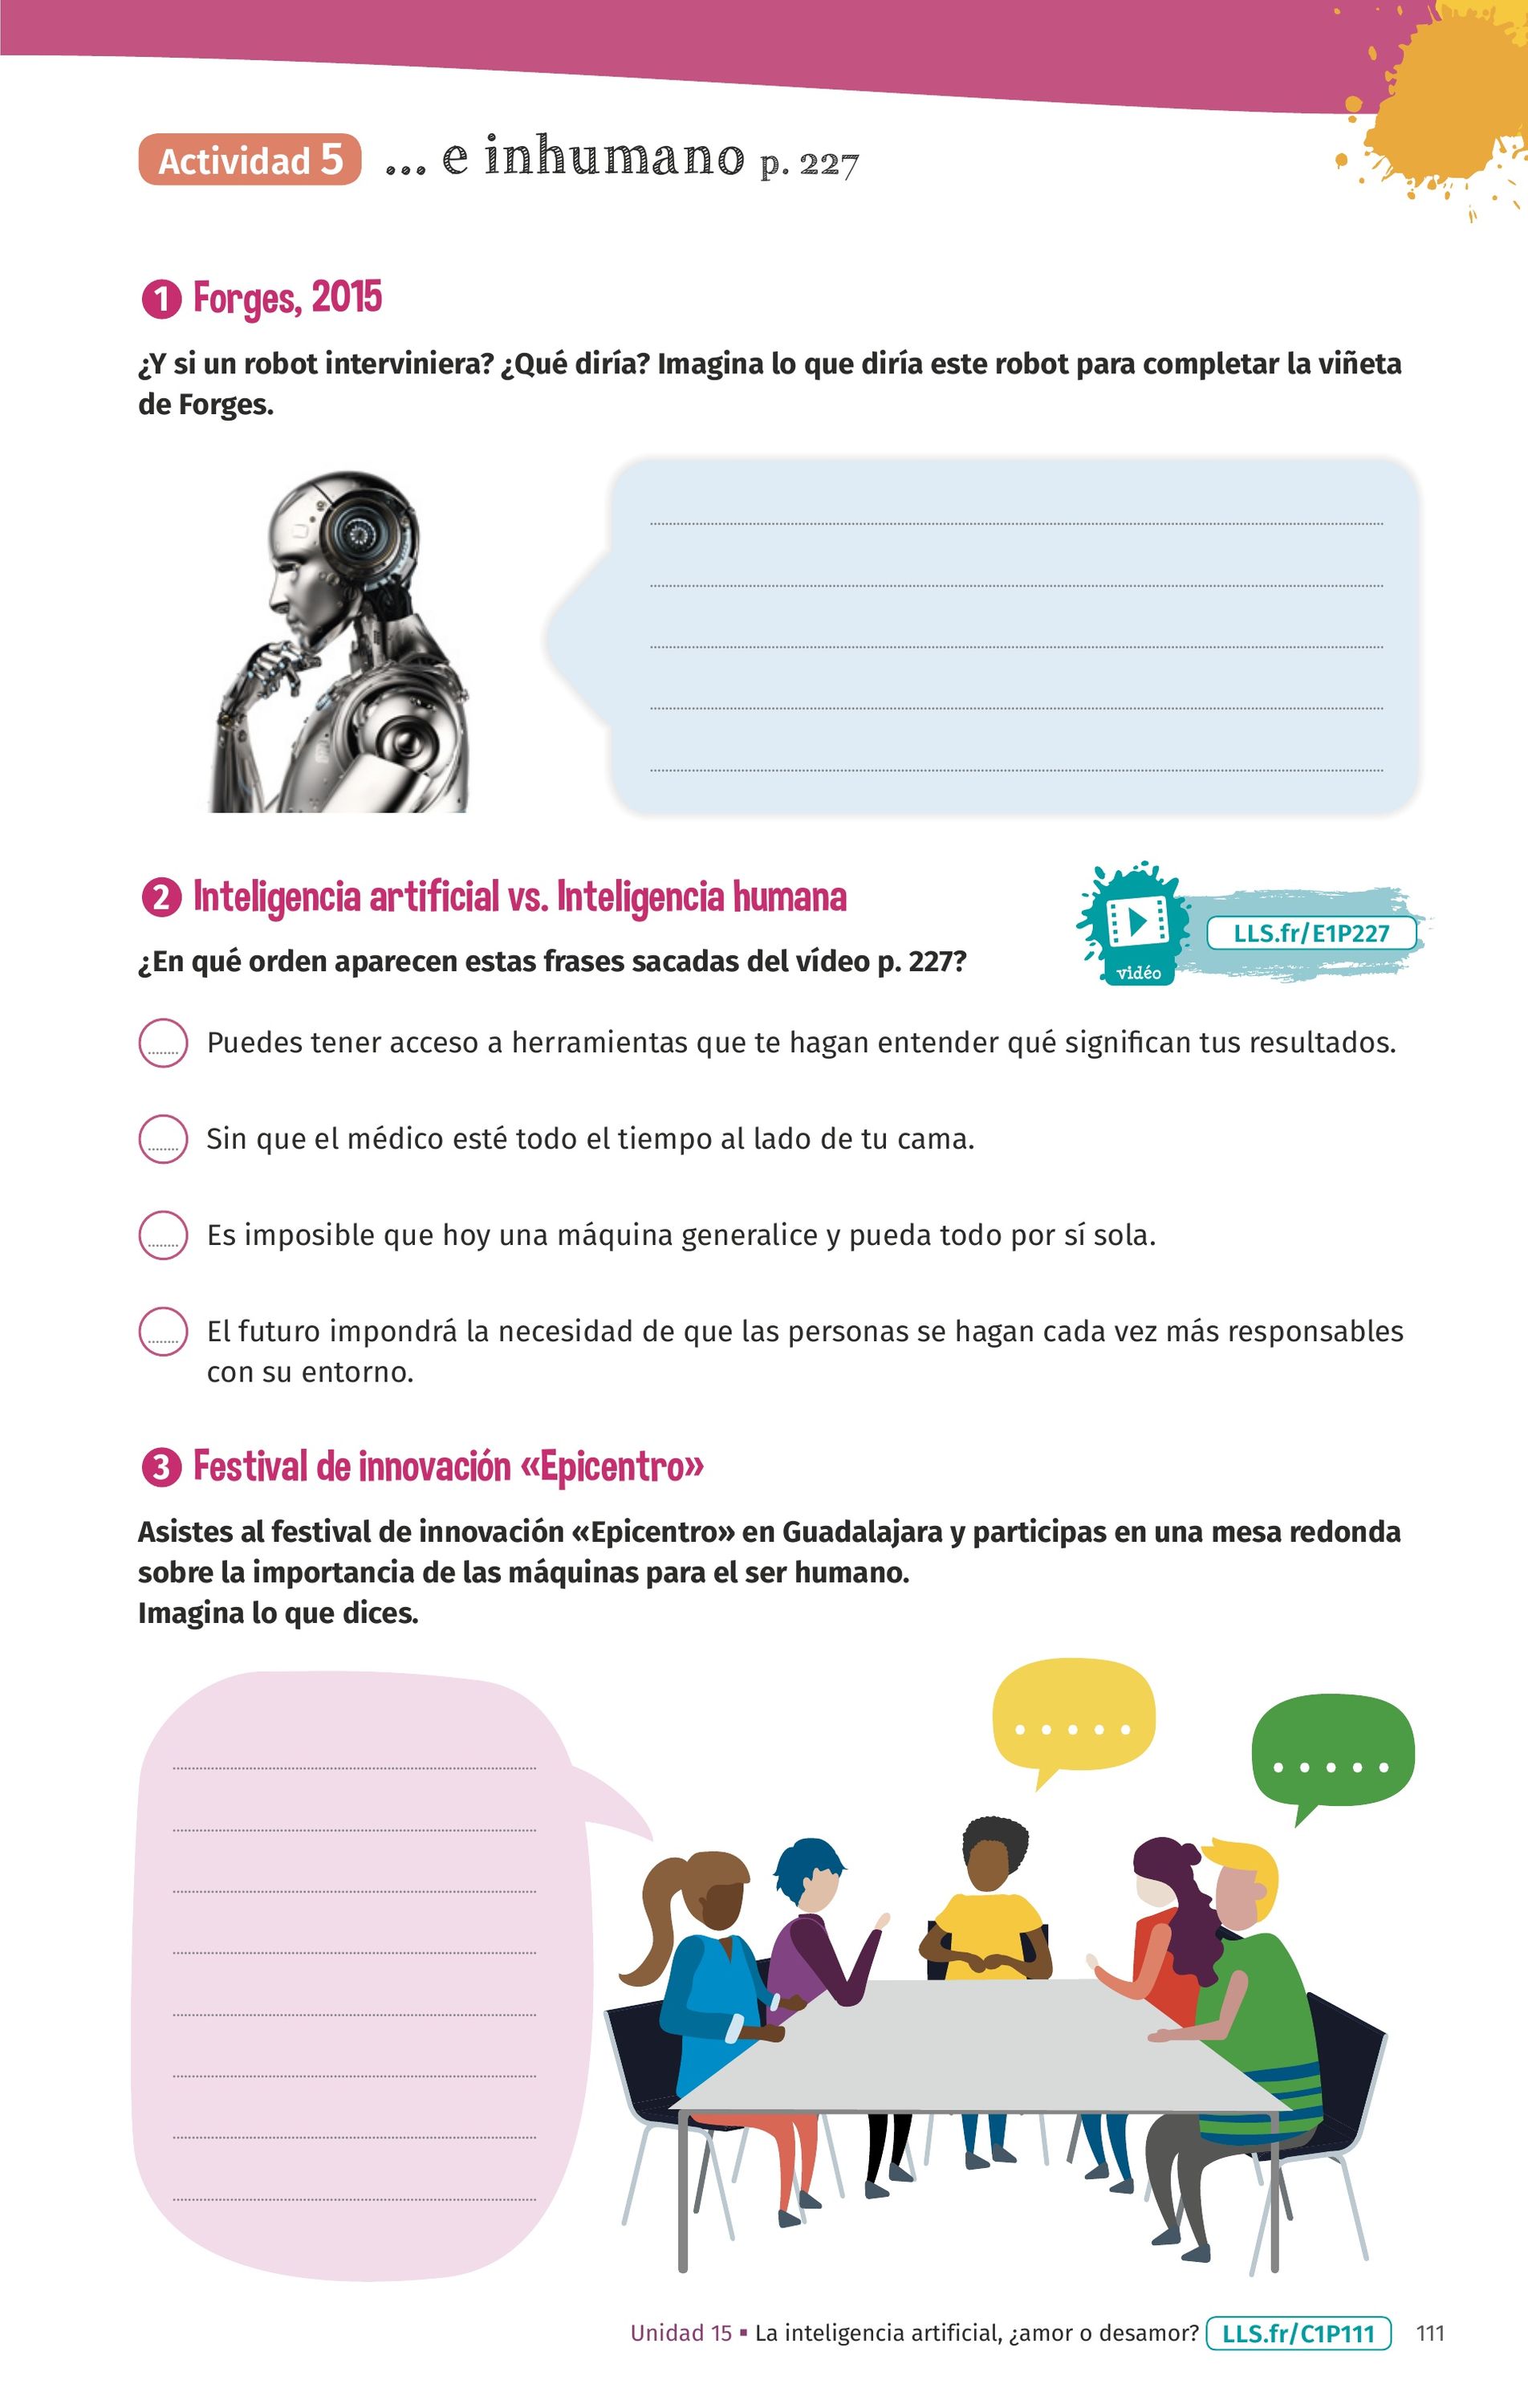 Actividad 5 ... e inhumano p. 227
1 Forges, 2015
¿Y si un robot interviniera? ¿Qué diría? Imagina lo que diría este robot para completar la viñeta
de Forges.
2 Inteligencia artificial vs. Inteligencia humana
vidéo
LLS.fr/E1P227
¿En qué orden aparecen estas frases sacadas del vídeo p. 227?
Puedes tener acceso a herramientas que te hagan entender qué significan tus resultados.
Sin que el médico esté todo el tiempo al lado de tu cama.
Es imposible que hoy una máquina generalice y pueda todo por sí sola.
El futuro impondrá la necesidad de que las personas se hagan cada vez más responsables
con su entorno.
3 Festival de innovación «Epicentro»
Asistes al festival de innovación «Epicentro» en Guadalajara y participas en una mesa redonda
sobre la importancia de las máquinas para el ser humano.
Imagina lo que dices.
Unidad 15 ▪ La inteligencia artificial, ¿amor o desamor? LLS.fr/C1P111 111